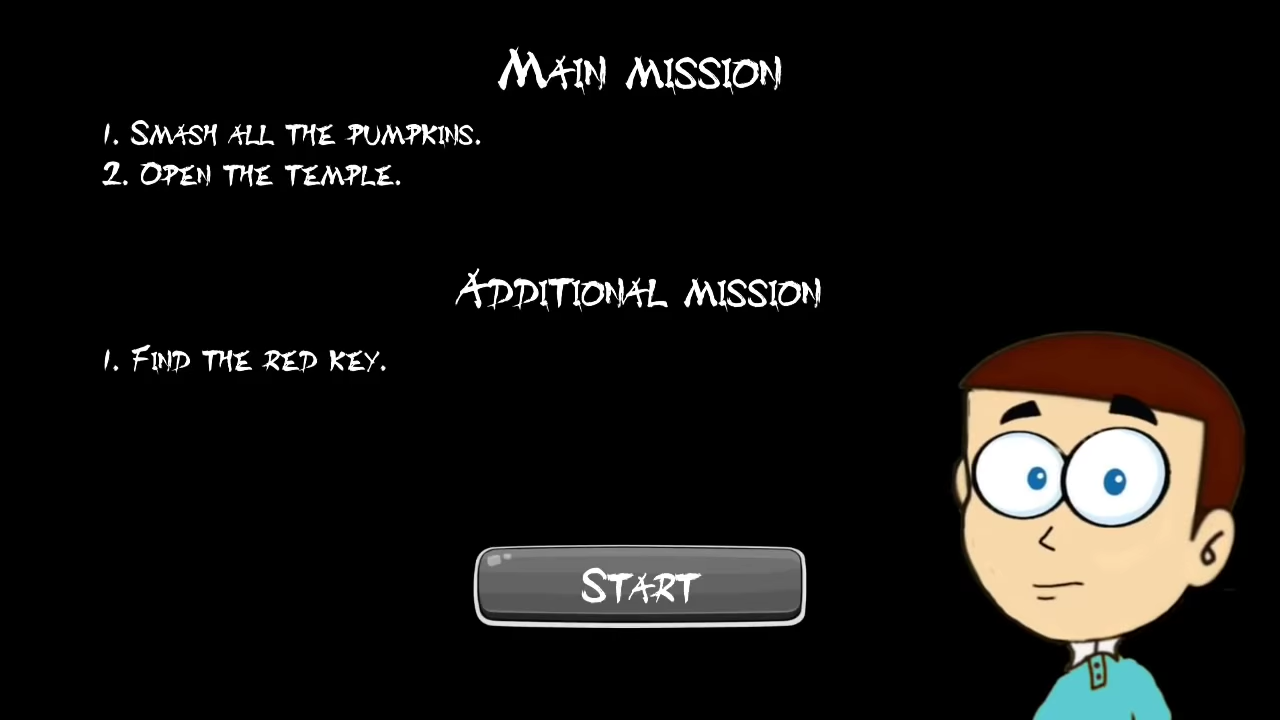 Main mission
1. Smash all the pumpkins.
2. Open the temple.
Additional mission
1. Find the red key.
Start